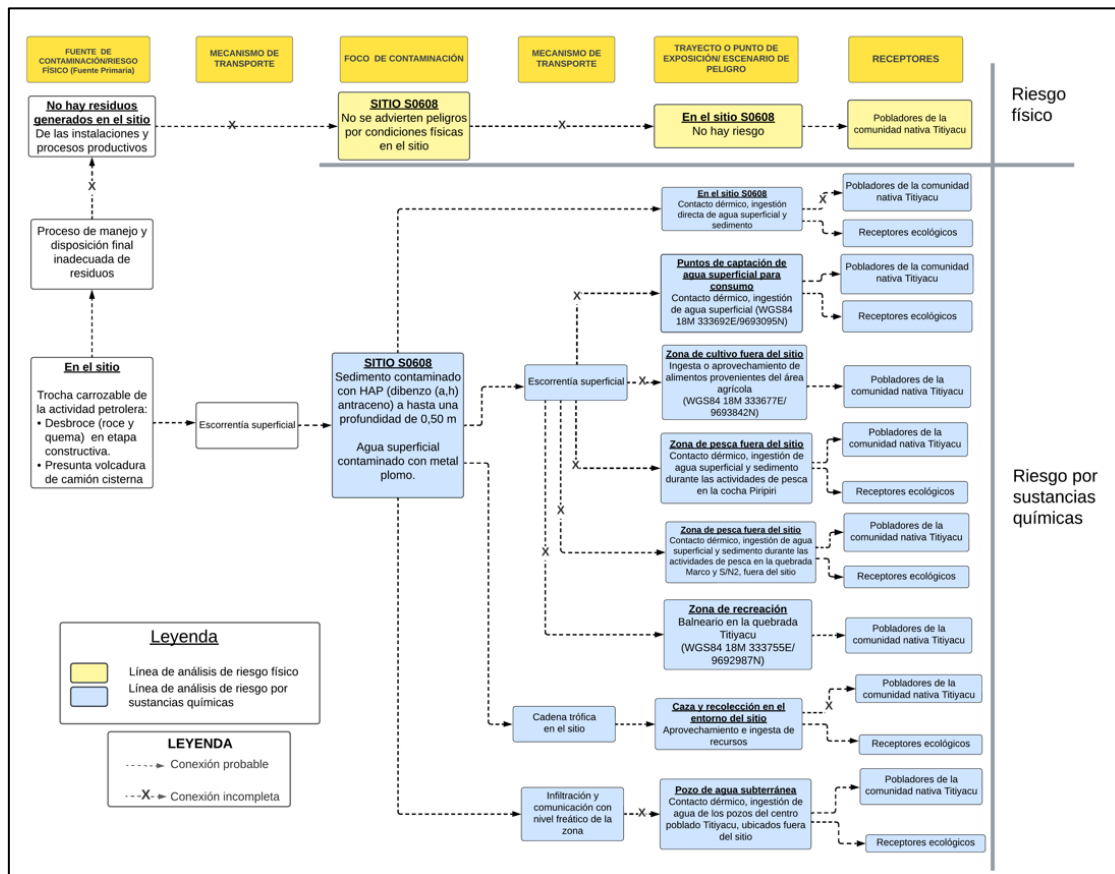 FUENTE DE
CONTAMINACIÓN/RIESGO
FÍSICO (Fuente Primaria)
MECANISMO DE
TRANSPORTE
FOCO DE CONTAMINACIÓN
MECANISMO DE
TRANSPORTE
TRAYECTO O PUNTO DE
EXPOSICIÓN/ ESCENARIO DE
PELIGRO
RECEPTORES
No hay residuos
generados en el sitio
De las instalaciones y
procesos productivos
X
SITIO S0608
No se advierten peligros
por condiciones físicas
en el sitio
X
En el sitio S0608
No hay riesgo
Pobladores de la
comunidad nativa Titiyacu
Riesgo
físico
X
Proceso de manejo y
disposición final
inadecuada de
residuos
En el sitio
Trocha carrozable de
la actividad petrolera:
• Desbroce (roce y
quema) en etapa
constructiva.
• Presunta volcadura
de camión cisterna
Escorrentía superficial
SITIO S0608
Sedimento contaminado
con HAP (dibenzo (a,h)
antraceno) a hasta una
profundidad de 0,50 m
Agua superficial
contaminado con metal
plomo.
En el sitio S0608
Contacto dérmico, ingestión
directa de agua superficial y
sedimento
X
Pobladores de la comunidad
nativa Titiyacu
Receptores ecológicos
Escorrentía superficial
X
Puntos de captación de
agua superficial para
consumo
Contacto dérmico, ingestión
de agua superficial (WGS84
18M 333692E/9693095N)
Pobladores de la comunidad
nativa Titiyacu
Receptores ecológicos
X
Zona de cultivo fuera del sitio
Ingesta o aprovechamiento de
alimentos provenientes del área
agrícola
(WGS84 18M 333677E/
9693842N)
Pobladores de la
comunidad nativa Titiyacu
X
Zona de pesca fuera del sitio
Contacto dérmico, ingestión de
agua superficial y sedimento
durante las actividades de pesca
en la cocha Piripiri
Pobladores de la
comunidad nativa Titiyacu
Receptores ecológicos
X
Zona de pesca fuera del sitio
Contacto dérmico, ingestión de agua
superficial y sedimento durante las
actividades de pesca en la quebrada
Marco y S/N2, fuera del sitio
Pobladores de la
comunidad nativa Titiyacu
Receptores ecológicos
X
Zona de recreación
Balneario en la quebrada
Titiyacu
(WGS84 18M 333755E/
9692987N)
Pobladores de la
comunidad nativa Titiyacu
Cadena trófica
en el sitio
Caza y recolección en el
entorno del sitio
Aprovechamiento e ingesta de
recursos
X
Pobladores de la
comunidad nativa Titiyacu
Receptores ecológicos
Infiltración y
comunicación con
nivel freático de la
zona
X
Pozo de agua subterránea
Contacto dérmico, ingestión de
agua de los pozos del centro
poblado Titiyacu, ubicados fuera
del sitio
Pobladores de la
comunidad nativa Titiyacu
Receptores ecológicos
Riesgo por
sustancias
químicas
Leyenda
Línea de análisis de riesgo físico
Línea de análisis de riesgo por
sustancias químicas
LEYENDA
Conexión probable
X Conexión incompleta